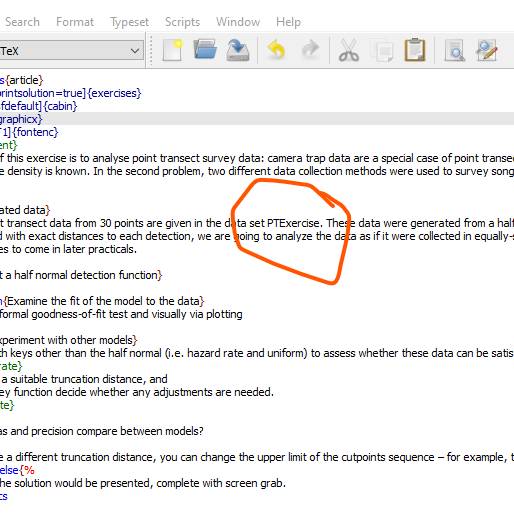 Search Format Typeset Scripts Window Help
TeX
s{article}
printsolution=true]{exercises}
sfdefault]{cabin}
graphicx}
T1]{fontenc}
ent}
f this exercise is to analyse point transect survey data: camera trap data are a special case of point transe
e density is known. In the second problem, two different data collection methods were used to survey song
ated data}
t transect data from 30 points are given in the data set PTExercise. These data were generated from a half
d with exact distances to each detection, we are going to analyze the data as if it were collected in equally-s
es to come in later practicals.
t a half normal detection function}
n{Examine the fit of the model to the data}
formal goodness-of-fit test and visually via plotting
xperiment with other models}
th keys other than the half normal (i.e. hazard rate and uniform) to assess whether these data can be satis
rate}
a suitable truncation distance, and
ey function decide whether any adjustments are needed.
te}
as and precision compare between models?
e a different truncation distance, you can change the upper limit of the cutpoints sequence – for example, t
else{%
the solution would be presented, complete with screen grab.
cs